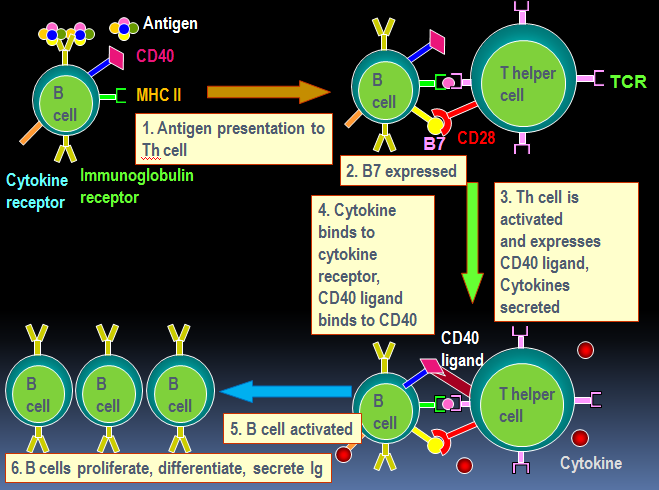 Antigen
CD40
MHC II
B
cell
Cytokine
receptor
Immunoglobulin
receptor
1. Antigen presentation to
Th cell
B
cell
T helper
cell
TCR
B7
CD28
2. B7 expressed
3. Th cell is
activated
and expresses
CD40 ligand,
Cytokines
secreted
4. Cytokine
binds to
cytokine
receptor,
CD40 ligand
binds to CD40
CD40
ligand
B
cell
T helper
cell
Cytokine
5. B cell activated
B
cell
B
cell
B
cell
6. B cells proliferate, differentiate, secrete Ig